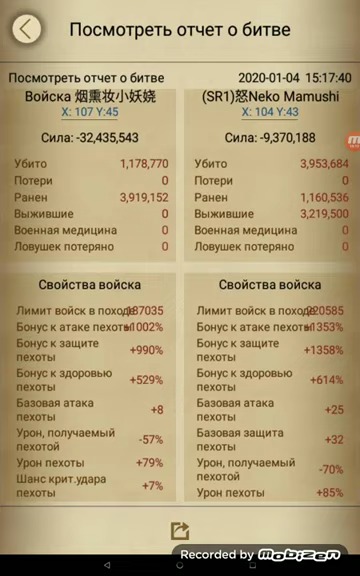 Посмотреть отчет о битве
Посмотреть отчет о битве 2020-01-04 15:17:40
Войска 烟熏妆小妖娆 (SR1)怒Neko Mamushi
X: 107 Y:45 X: 104 Y:43
Сила: -32,435,543 Сила: -9,370,188
Убито 1,178,770 Убито 3,953,684
Потери 0 Потери 0
Ранен 3,919,152 Ранен 1,160,536
Выжившие 0 Выжившие 3,219,500
Военная медицина 0 Военная медицина 0
Ловушек потеряно 0 Ловушек потеряно 0
Свойства войска Свойства войска
Лимит войск в походе 187035 Лимит войск в походе 220585
Бонус к атаке пехоты +1002% Бонус к атаке пехоты +1353%
Бонус к защите пехоты +990% Бонус к защите пехоты +1358%
Бонус к здоровью пехоты +529% Бонус к здоровью пехоты +614%
Базовая атака пехоты +8 Базовая атака пехоты +25
Урон, получаемый пехотой -57% Базовая защита пехоты +32
Урон пехоты +79% Урон, получаемый пехотой -70%
Шанс крит.удара пехоты +7% Урон пехоты +85%
Recorded by mobizen